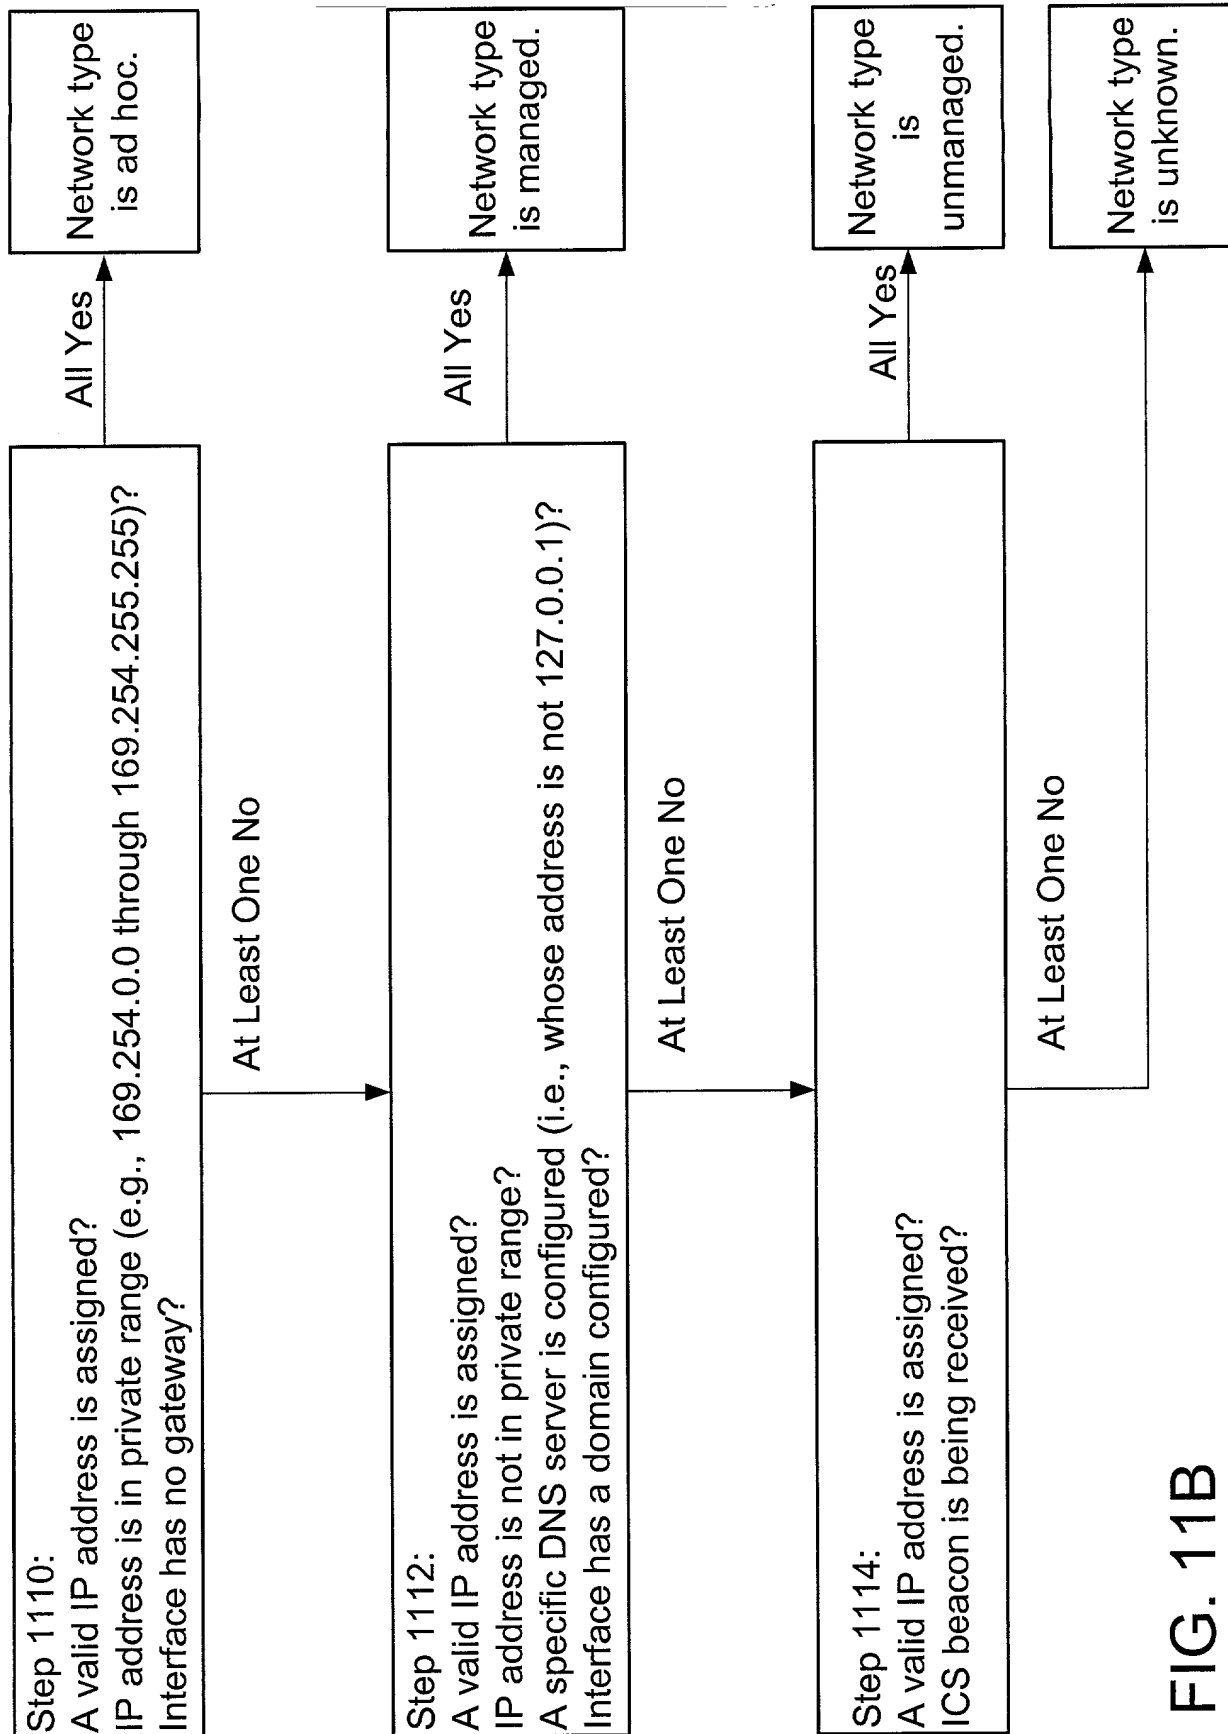 Step 1110:
A valid IP address is assigned?
IP address is in private range (e.g., 169.254.0.0 through 169.254.255.255)?
Interface has no gateway?
All Yes
Network type
is ad hoc.
At Least One No
Step 1112:
A valid IP address is assigned?
IP address is not in private range?
A specific DNS server is configured (i.e., whose address is not 127.0.0.1)?
Interface has a domain configured?
All Yes
Network type
is managed.
At Least One No
Step 1114:
A valid IP address is assigned?
ICS beacon is being received?
All Yes
Network type
is
unmanaged.
At Least One No
Network type
is unknown.
FIG. 11B